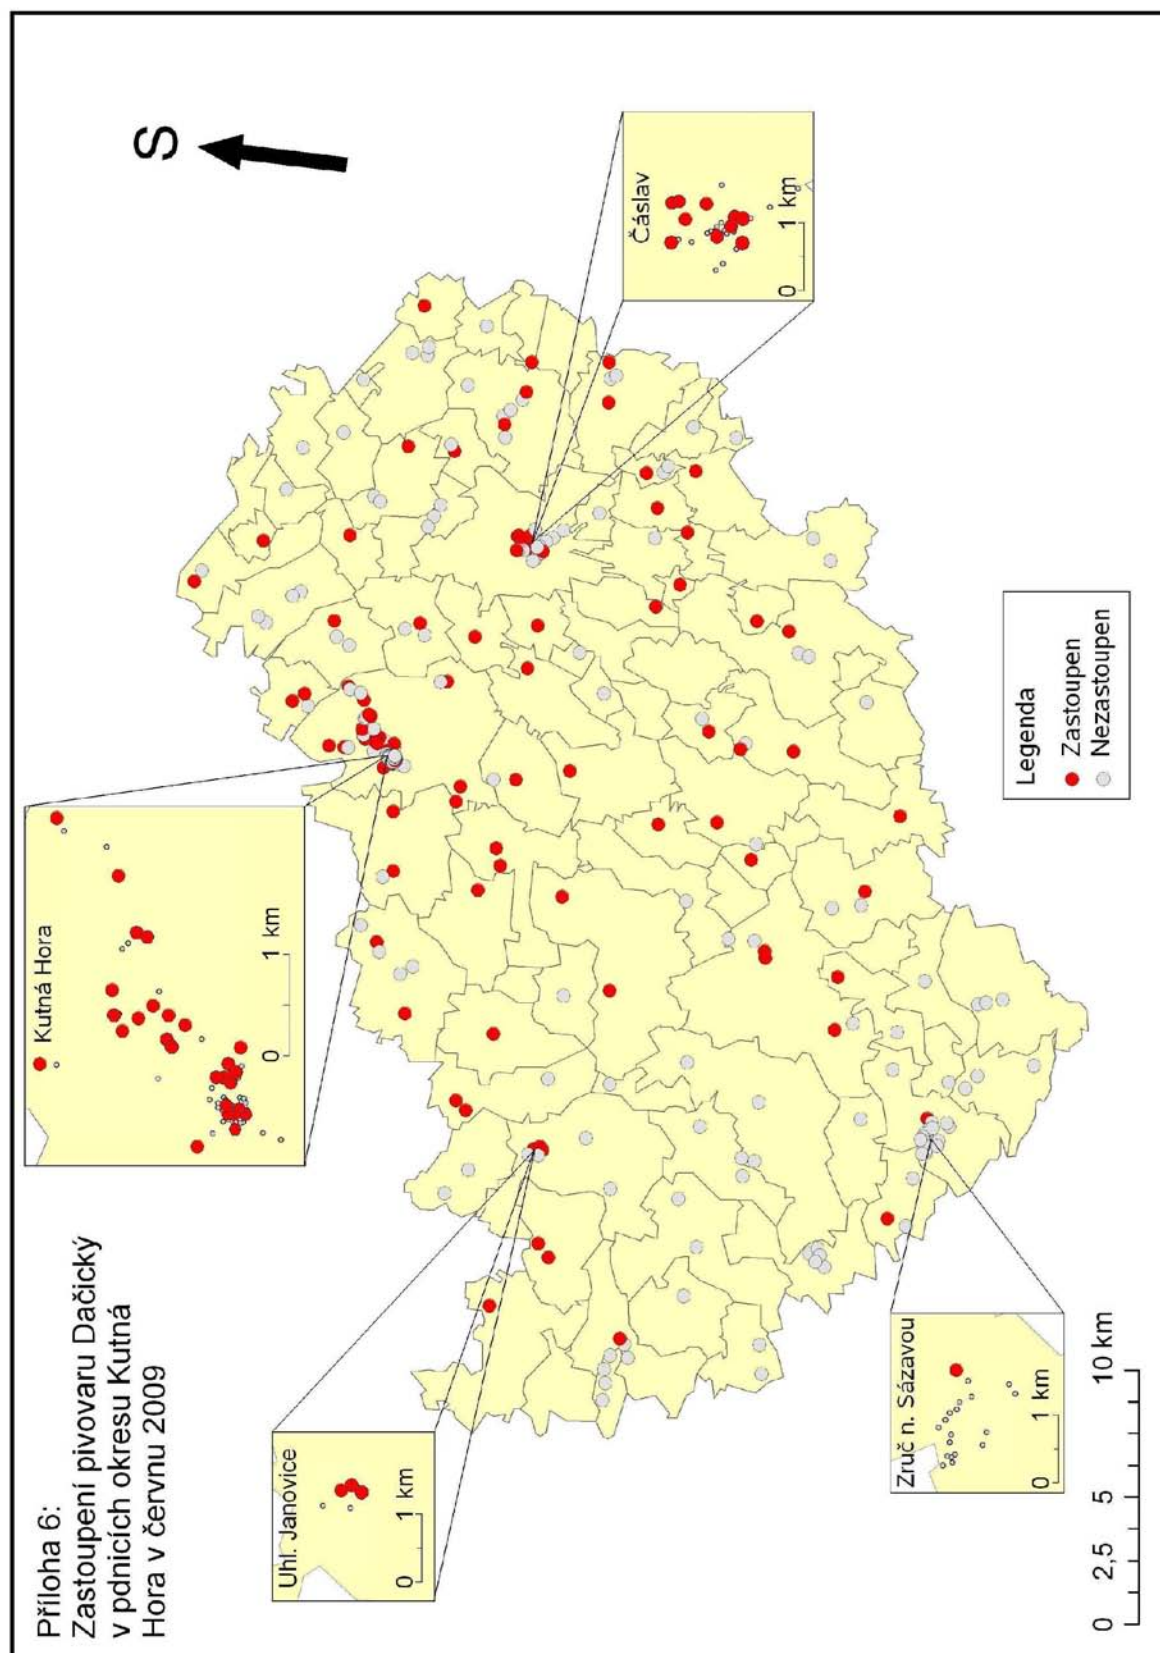 Příloha 6:
Zastoupení pivovaru Dačický
v pdnicích okresu Kutná
Hora v červnu 2009
S
Kutná Hora
0 1 km
Čáslav
0 1 km
Uhl. Janovice
0 1 km
Zruč n. Sázavou
0 1 km
Legenda
Zastoupen
Nezastoupen
0 2,5 5 10 km